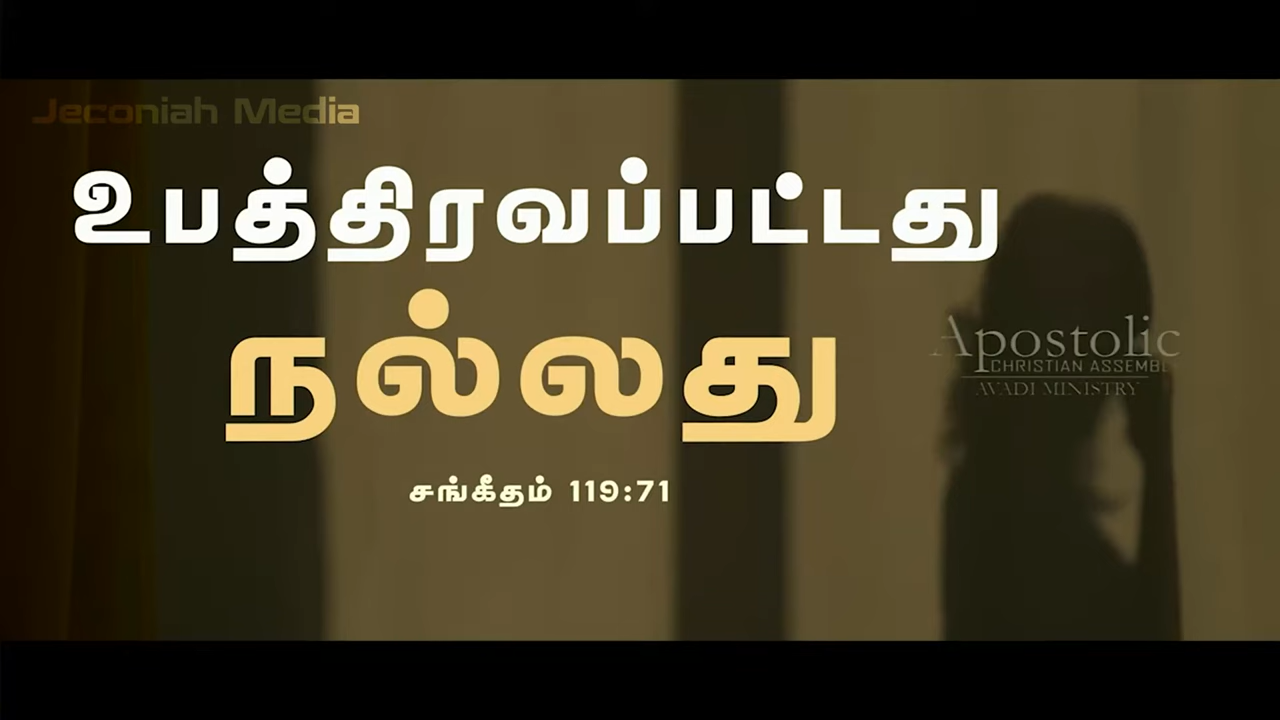 Jeconiah Media
உபத்திரவப்பட்டது
நல்லது
சங்கீதம் 119:71
Apostolic
CHRISTIAN ASSEMBL
AVADI MINISTRY